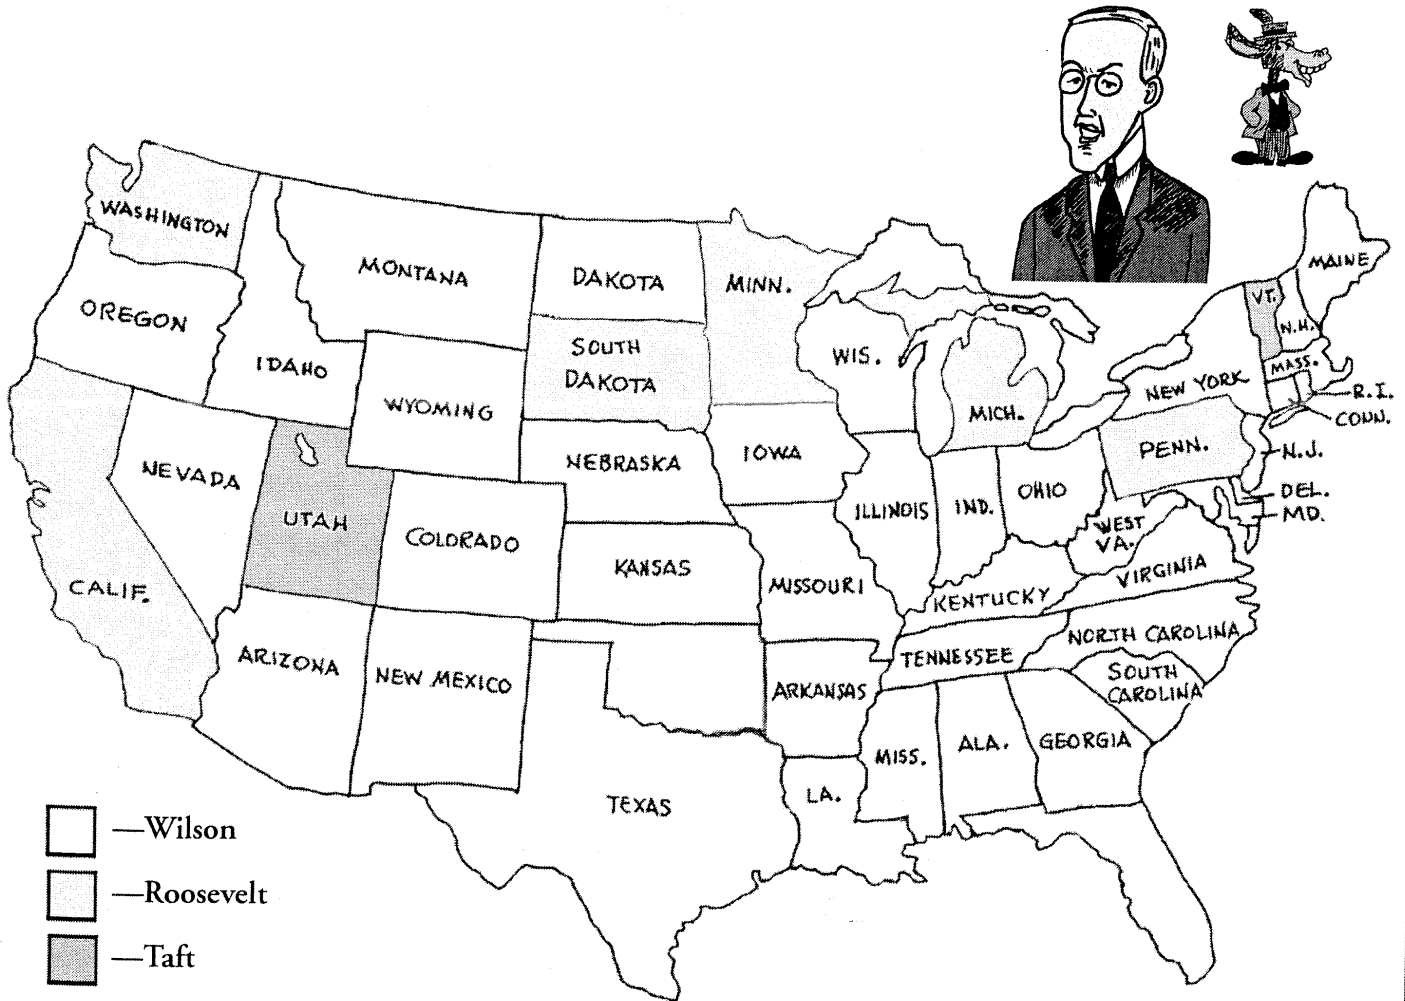 WASHINGTON
MONTANA
DAKOTA
MINN.
MAINE
VT.
N.H.
OREGON
IDAHO
SOUTH
DAKOTA
WIS.
MASS.
WYOMING
MICH.
NEW YORK
R.I.
CONN.
NEVADA
NEBRASKA
IOWA
PENN.
N.J.
UTAH
COLORADO
ILLINOIS
IND.
OHIO
DEL.
MD.
WEST
VA.
CALIF.
KANSAS
MISSOURI
KENTUCKY
VIRGINIA
ARIZONA
NEW MEXICO
ARKANSAS
TENNESSEE
NORTH CAROLINA
SOUTH
CAROLINA
TEXAS
LA.
MISS.
ALA.
GEORGIA
—Wilson
—Roosevelt
—Taft